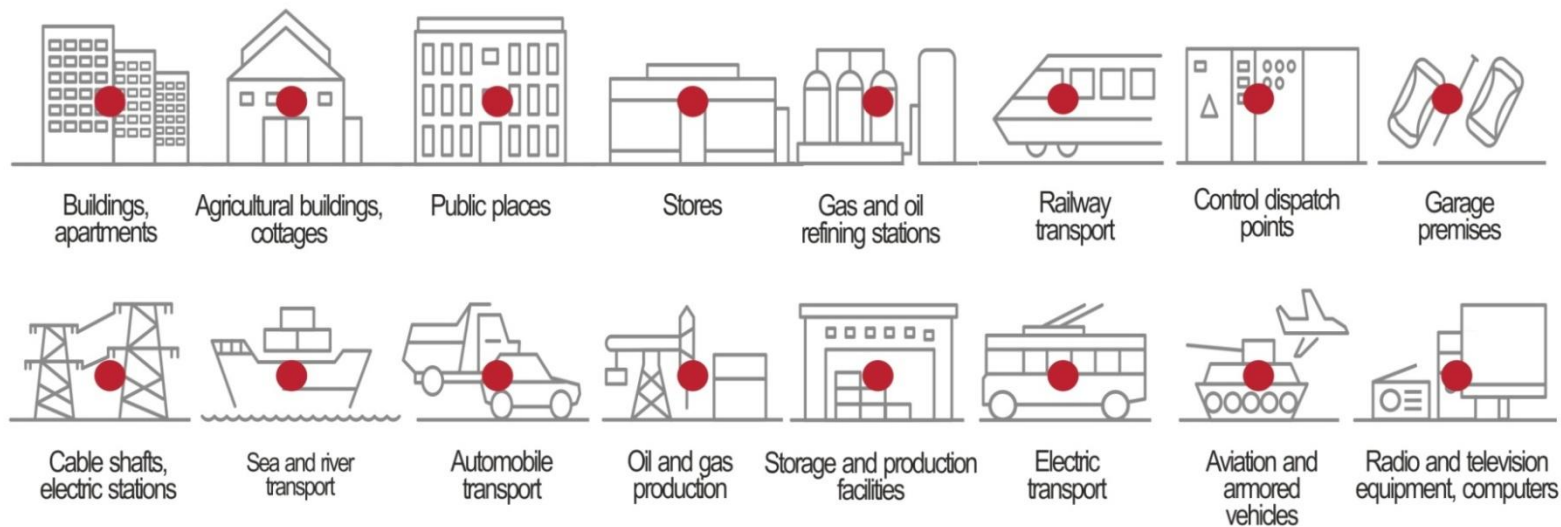 Buildings,
apartments
Agricultural buildings,
cottages
Public places
Stores
Gas and oil
refining stations
Railway
transport
Control dispatch
points
Garage
premises
Cable shafts,
electric stations
Sea and river
transport
Automobile
transport
Oil and gas
production
Storage and production
facilities
Electric
transport
Aviation and
armored
vehicles
Radio and television
equipment, computers